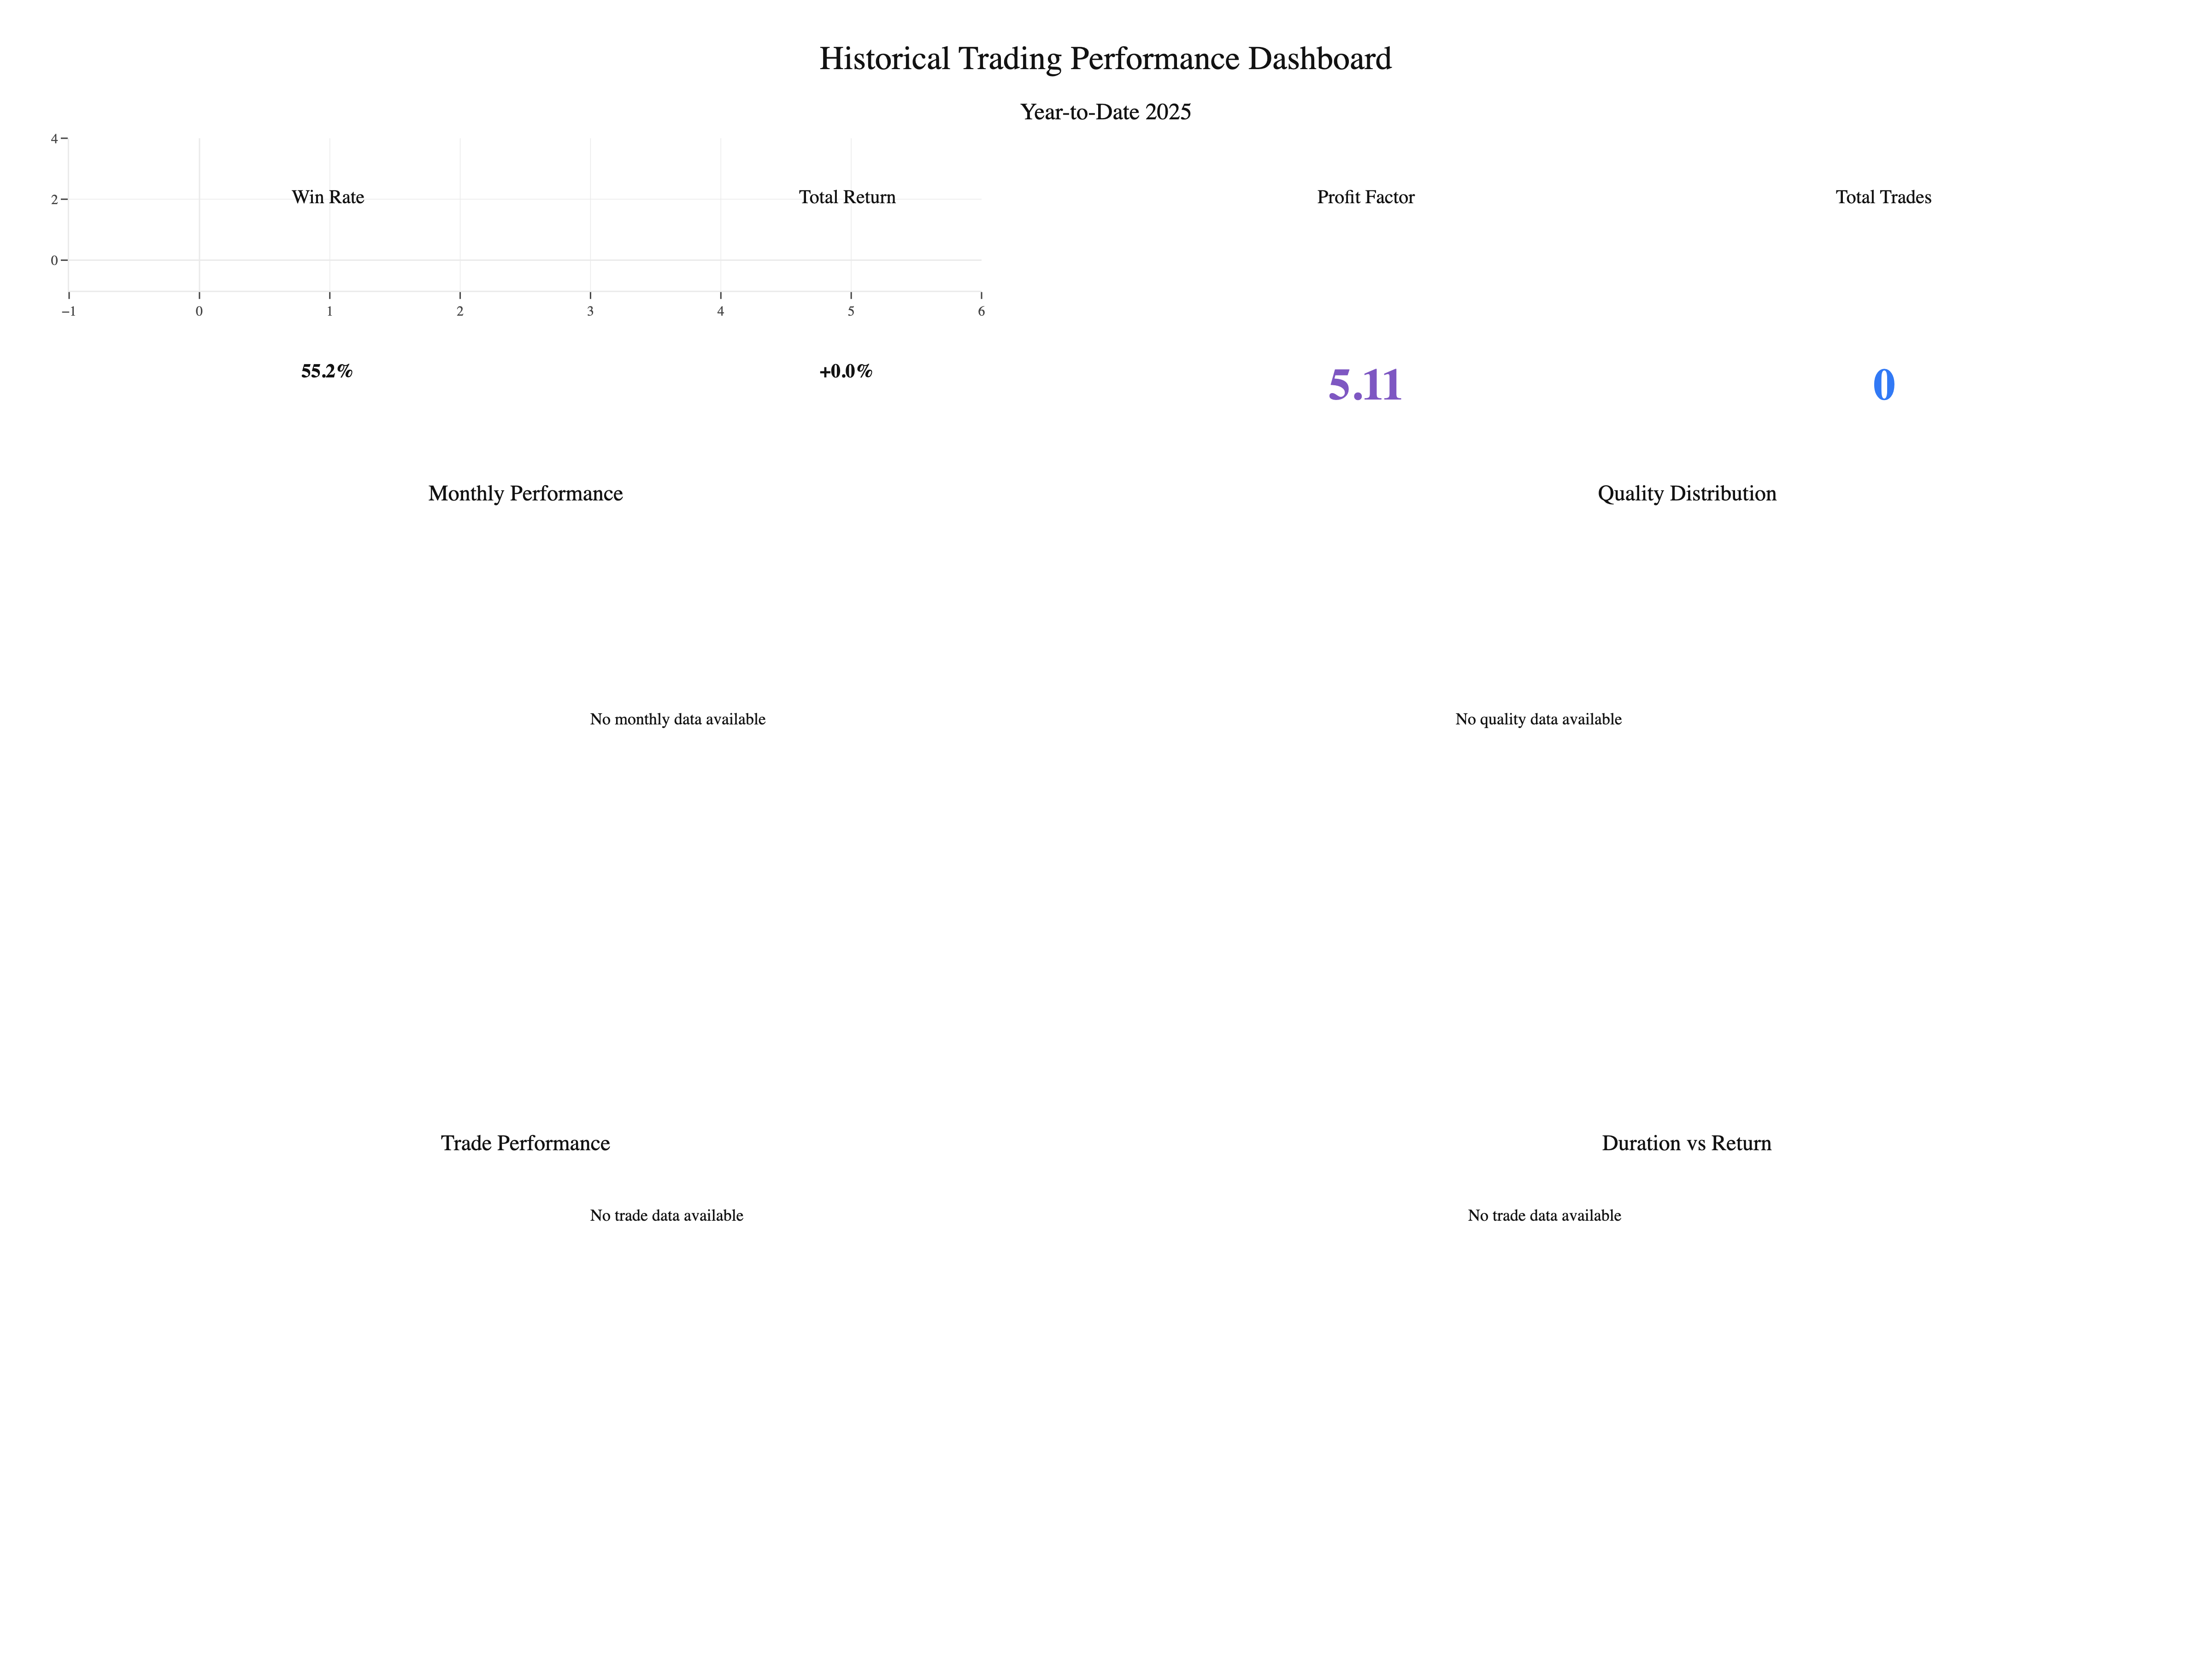 Historical Trading Performance Dashboard
Year-to-Date 2025
4
2
0
Win Rate
Total Return
Profit Factor
Total Trades
−1 0 1 2 3 4 5 6
55.2%
+0.0%
5.11
0
Monthly Performance
Quality Distribution
No monthly data available
No quality data available
Trade Performance
Duration vs Return
No trade data available
No trade data available